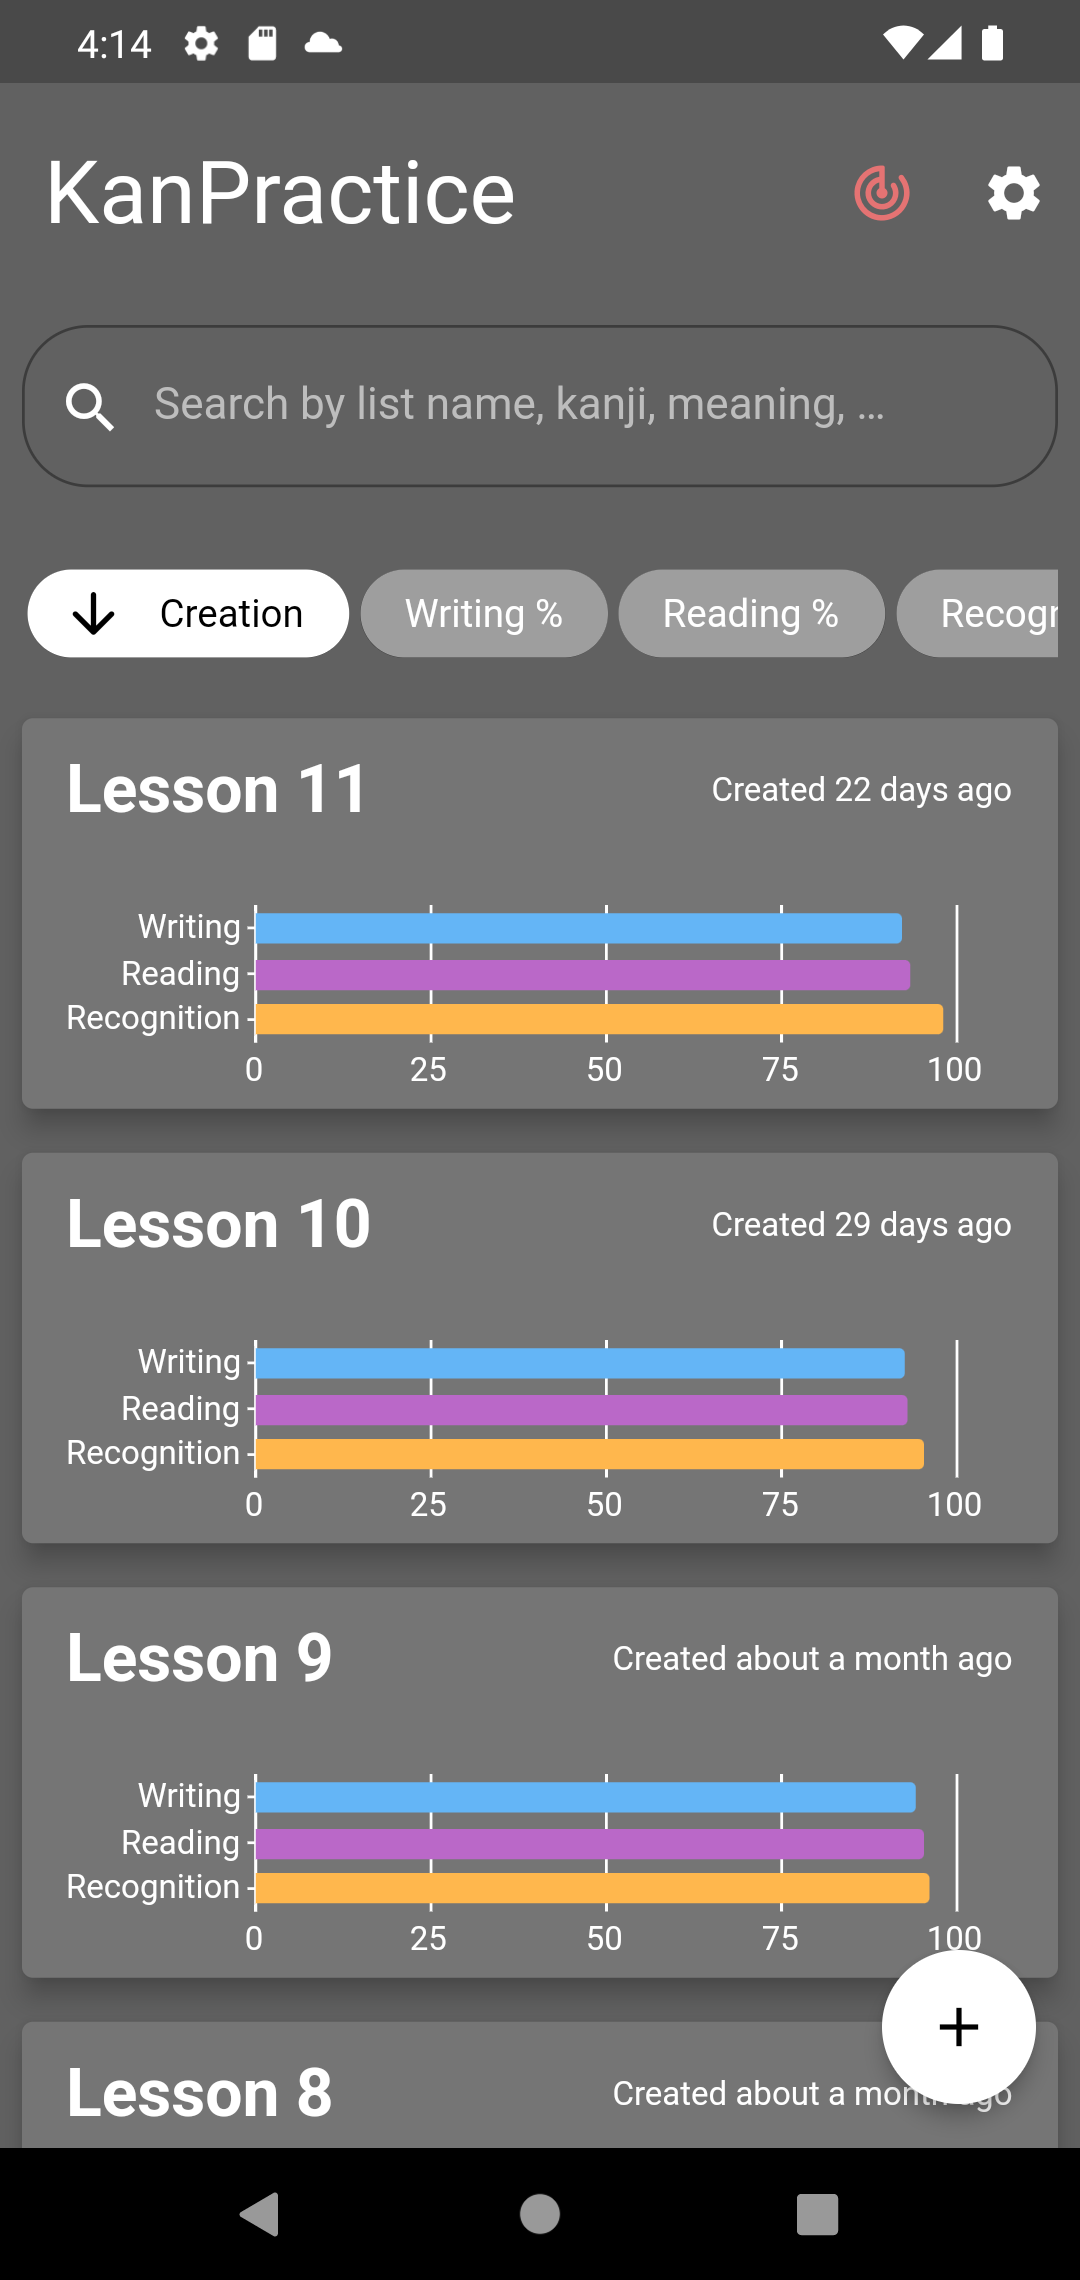 4:14
KanPractice
Search by list name, kanji, meaning, ...
Creation Writing % Reading % Recogn
Lesson 11 Created 22 days ago
Writing
Reading
Recognition
0 25 50 75 100
Lesson 10 Created 29 days ago
Writing
Reading
Recognition
0 25 50 75 100
Lesson 9 Created about a month ago
Writing
Reading
Recognition
0 25 50 75 100
Lesson 8 Created about a month ago